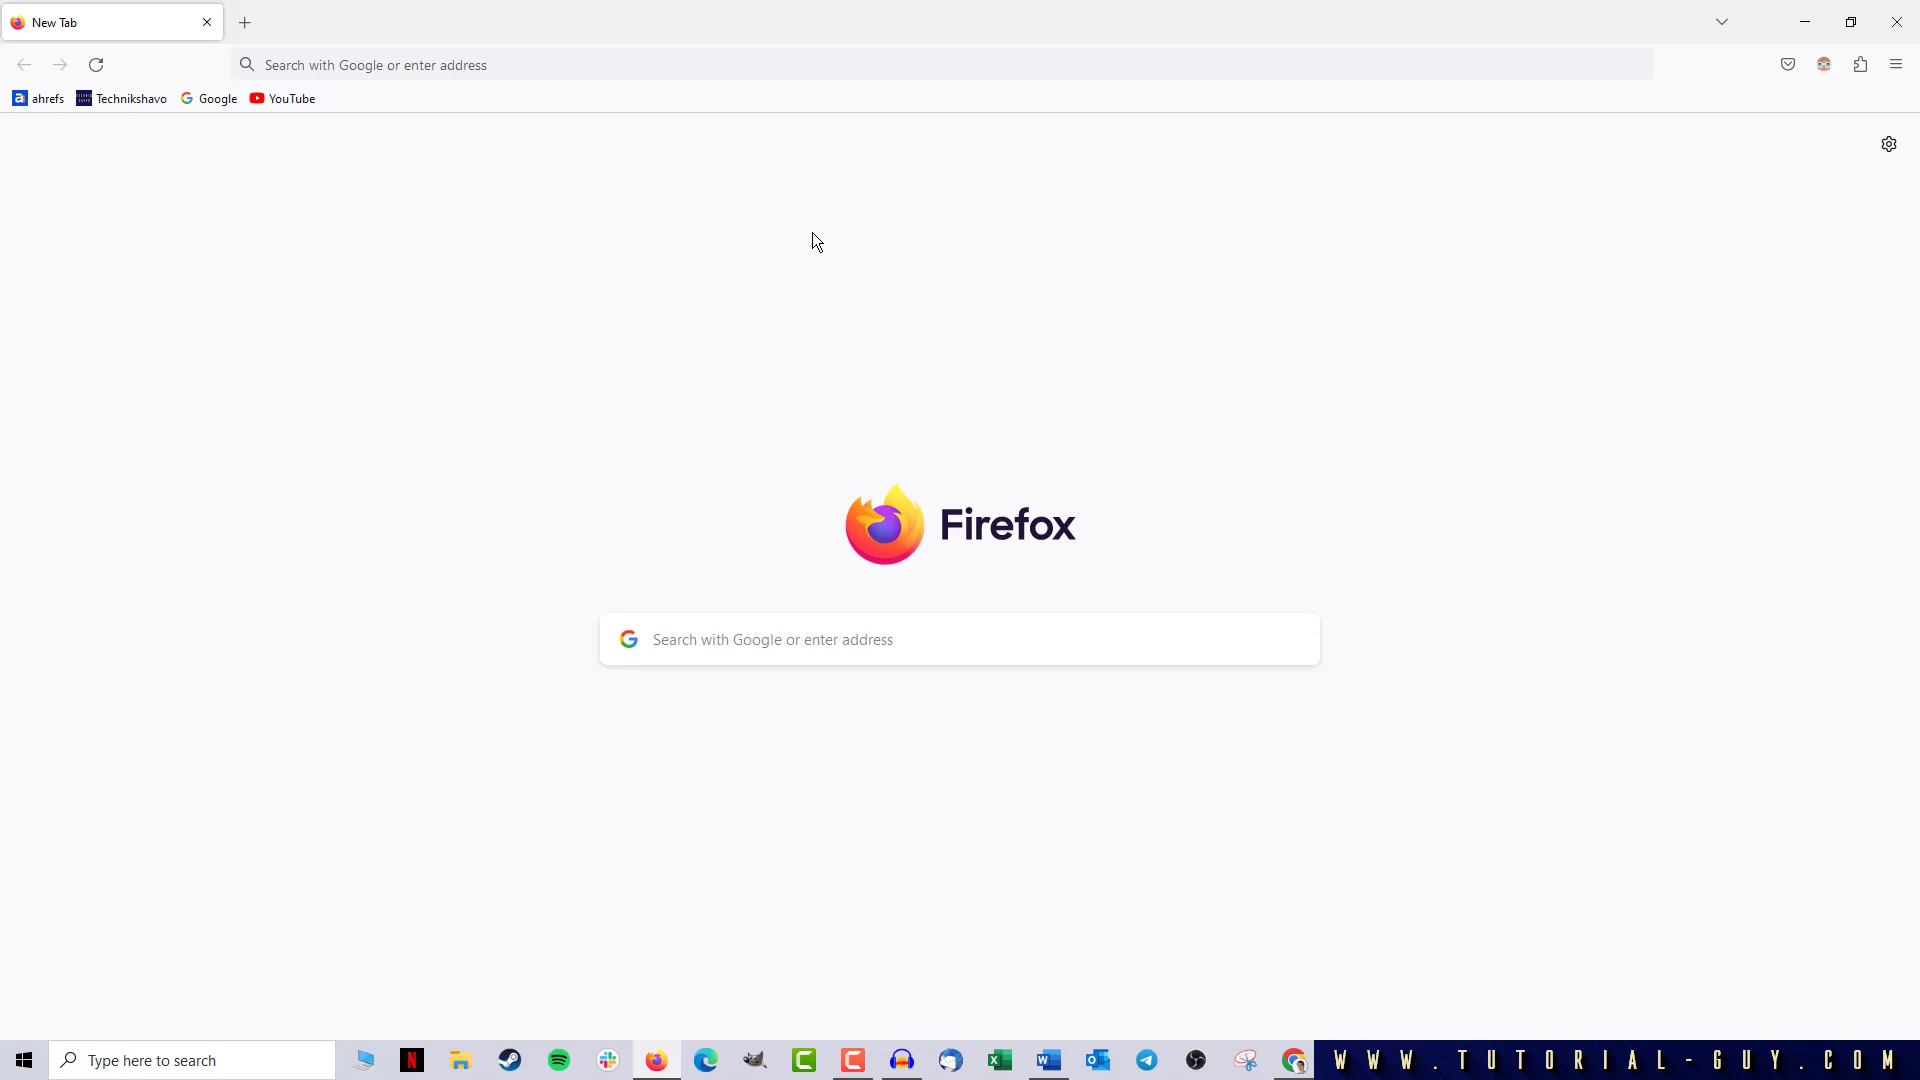 New Tab
Search with Google or enter address
ahrefs Technikshavo Google YouTube
Firefox
Search with Google or enter address
Type here to search
WWW.TUTORIAL-GUY.COM